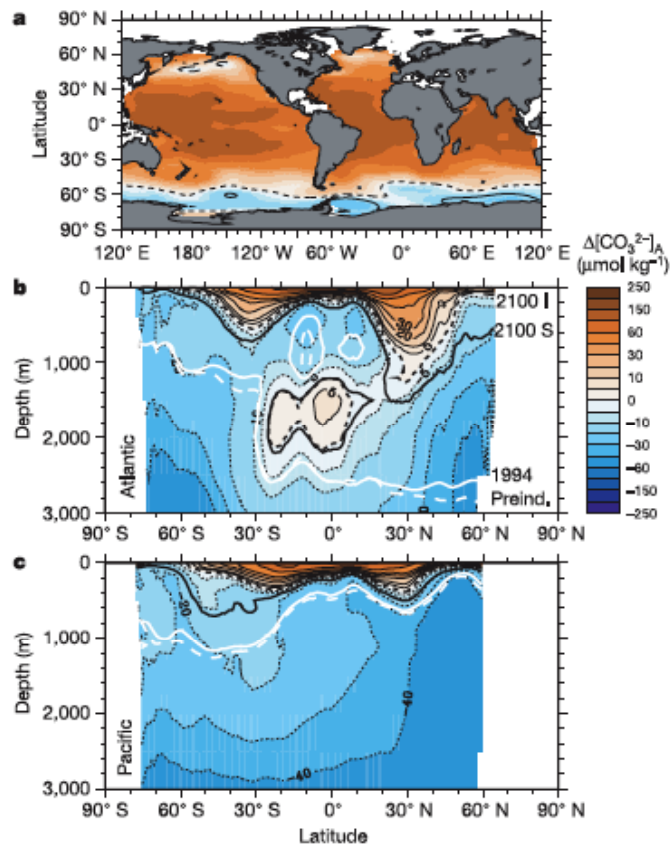 a
90° N
60° N
30° N
0°
30° S
60° S
90° S
Latitude
120° E
180° W
120° W
60° W
0°
60° E
120° E
Δ[CO₃²⁻]A
(μmol kg⁻¹)
250
150
60
30
10
0
−10
−30
−60
−150
−250
b
0
1,000
2,000
3,000
Depth (m)
Atlantic
2100 I
2100 S
1994
Preind.
90° S
60° S
30° S
0°
30° N
60° N
90° N
c
0
1,000
2,000
3,000
Depth (m)
Pacific
−40
−40
90° S
60° S
30° S
0°
30° N
60° N
90° N
Latitude